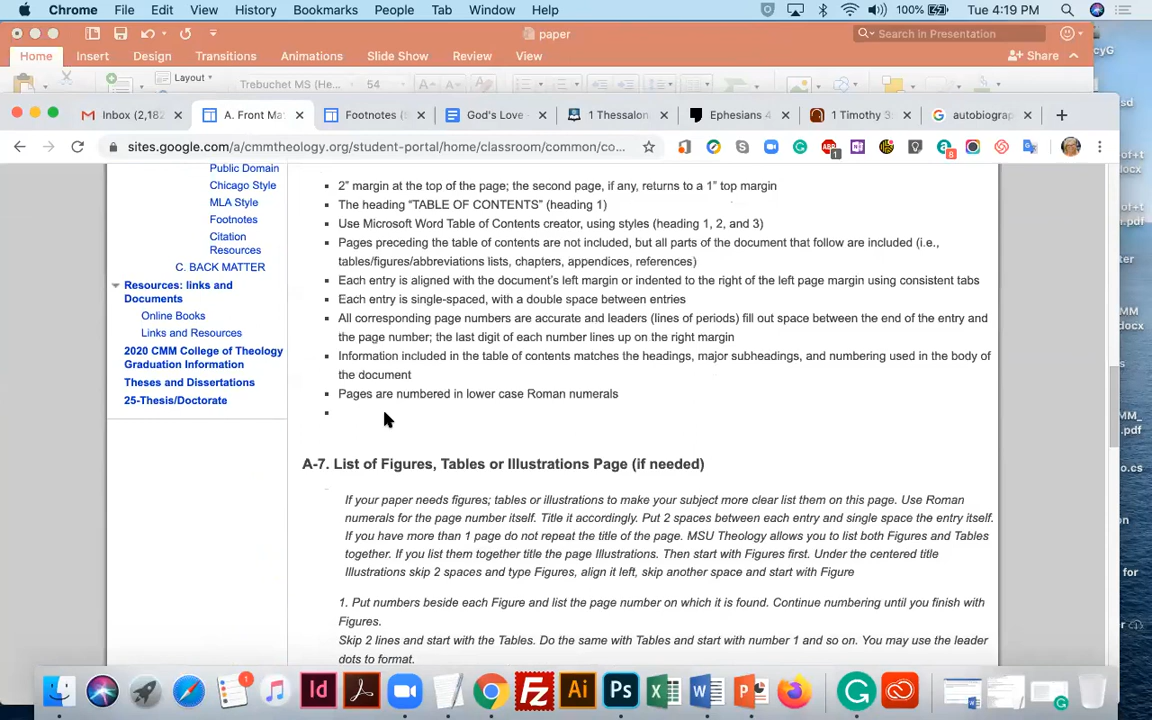 Chrome File Edit View History Bookmarks People Tab Window Help 100% Tue 4:19 PM
paper Search in Presentation
Home Insert Design Transitions Animations Slide Show Review View Share
Layout Trebuchet MS (He... 54
Inbox (2,182 A. Front Ma Footnotes ( God's Love - 1 Thessalon Ephesians 4 1 Timothy 3: autobiograp
sites.google.com/a/cmmtheology.org/student-portal/home/classroom/common/co...
Public Domain
Chicago Style
MLA Style
Footnotes
Citation
Resources
C. BACK MATTER
Resources: links and
Documents
Online Books
Links and Resources
2020 CMM College of Theology
Graduation Information
Theses and Dissertations
25-Thesis/Doctorate
2” margin at the top of the page; the second page, if any, returns to a 1” top margin
The heading “TABLE OF CONTENTS” (heading 1)
Use Microsoft Word Table of Contents creator, using styles (heading 1, 2, and 3)
Pages preceding the table of contents are not included, but all parts of the document that follow are included (i.e.,
tables/figures/abbreviations lists, chapters, appendices, references)
Each entry is aligned with the document’s left margin or indented to the right of the left page margin using consistent tabs
Each entry is single-spaced, with a double space between entries
All corresponding page numbers are accurate and leaders (lines of periods) fill out space between the end of the entry and
the page number; the last digit of each number lines up on the right margin
Information included in the table of contents matches the headings, major subheadings, and numbering used in the body of
the document
Pages are numbered in lower case Roman numerals
A-7. List of Figures, Tables or Illustrations Page (if needed)
If your paper needs figures; tables or illustrations to make your subject more clear list them on this page. Use Roman
numerals for the page number itself. Title it accordingly. Put 2 spaces between each entry and single space the entry itself.
If you have more than 1 page do not repeat the title of the page. MSU Theology allows you to list both Figures and Tables
together. If you list them together title the page Illustrations. Then start with Figures first. Under the centered title
Illustrations skip 2 spaces and type Figures, align it left, skip another space and start with Figure
1. Put numbers beside each Figure and list the page number on which it is found. Continue numbering until you finish with
Figures.
Skip 2 lines and start with the Tables. Do the same with Tables and start with number 1 and so on. You may use the leader
dots to format.